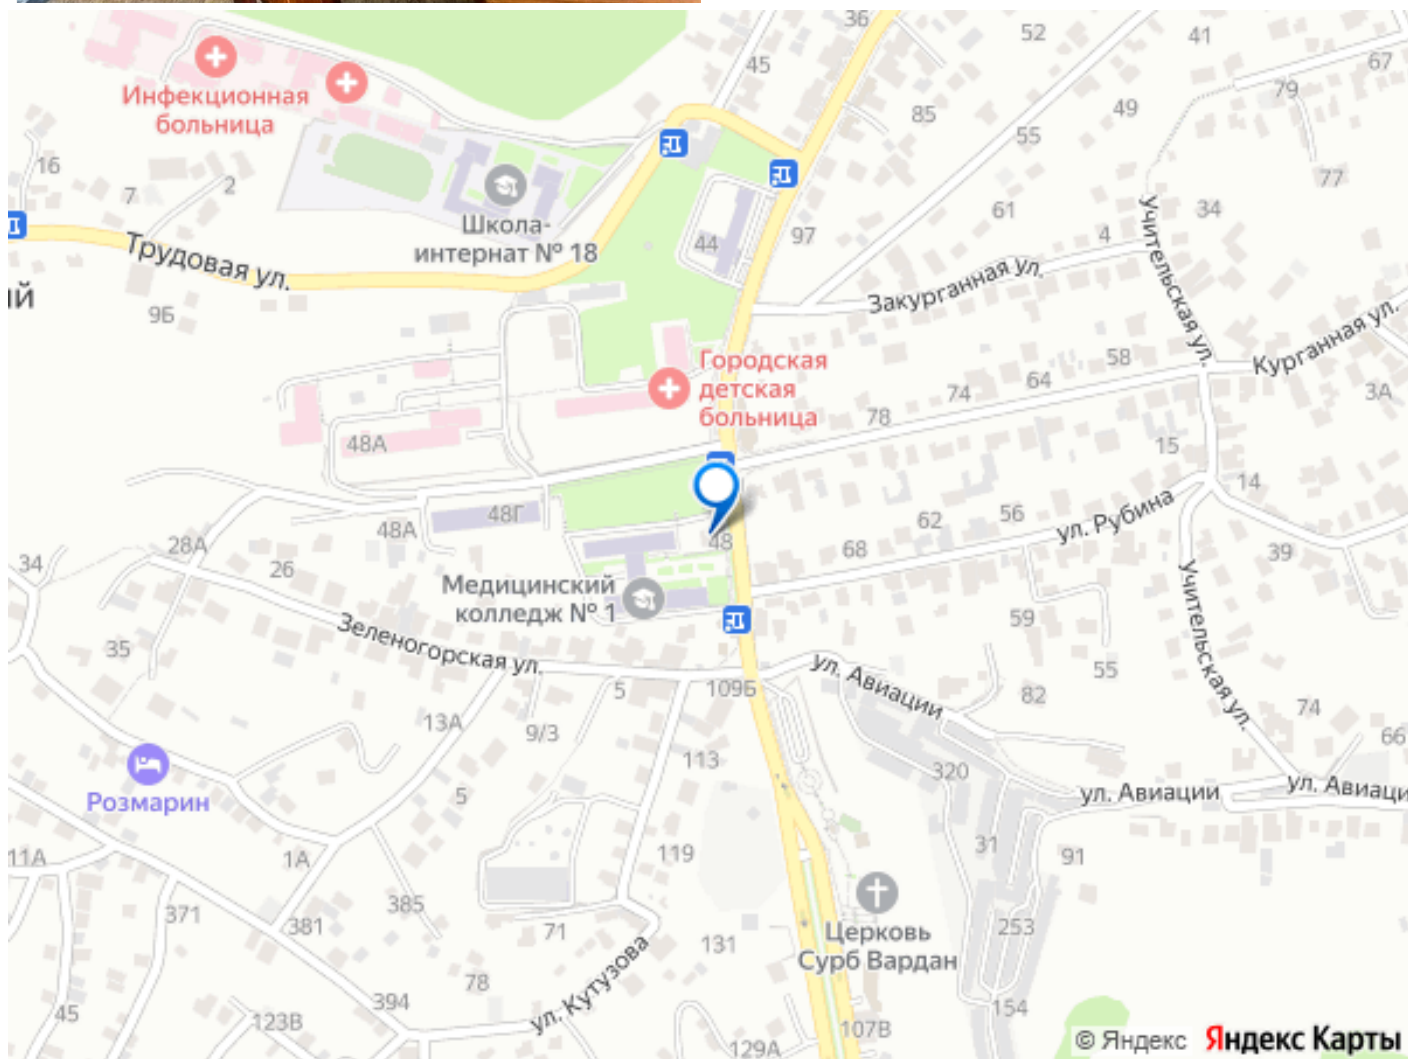 36
52
41
67
45
Инфекционная
больница
79
49
85
55
16
7
2
77
Школа-
интернат № 18
61
34
Учительская ул.
4
97
44
Трудовая ул.
ий
9Б
Закурганная ул.
Городская
детская
больница
58
64
74
78
Курганная ул.
3А
48А
15
14
48Г
48А
28А
34
26
48
68
62
56
ул. Рубина
39
Медицинский
колледж № 1
Зеленогорская ул.
35
59
55
Учительская ул.
5
109Б
ул. Авиации
82
74
66
13А
9/3
113
Розмарин
5
320
ул. Авиации
ул. Авиаци
11А
1А
119
31
91
371
381
385
71
131
Церковь
Сурб Вардан
253
78
ул. Кутузова
394
154
45
123В
129А
107В
© Яндекс Яндекс Карты